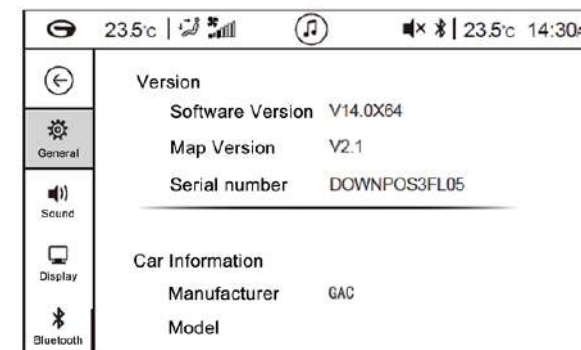 23.5°c 23.5°c 14:30
Version
Software Version V14.0X64
General
Map Version V2.1
Serial number DOWNPOS3FL05
Sound
Display
Car Information
Manufacturer GAC
Model
Bluetooth